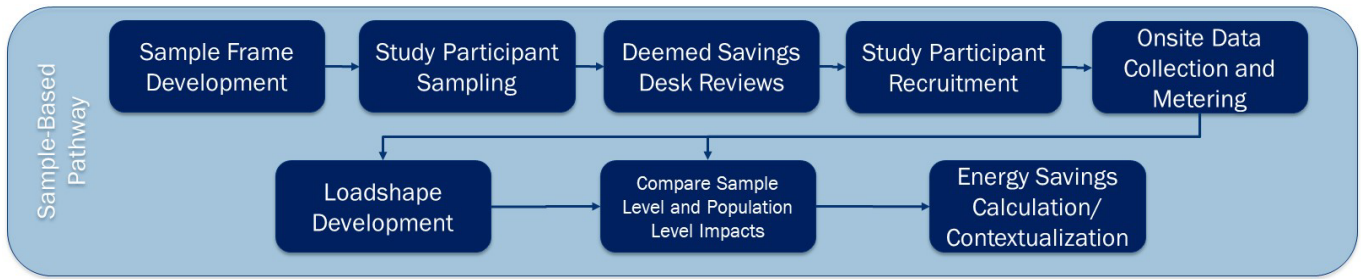 Sample-Based
Pathway
Sample Frame
Development
Study Participant
Sampling
Deemed Savings
Desk Reviews
Study Participant
Recruitment
Onsite Data
Collection and
Metering
Loadshape
Development
Compare Sample
Level and Population
Level Impacts
Energy Savings
Calculation/
Contextualization